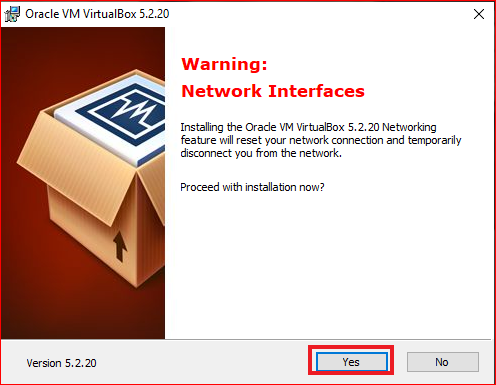 Oracle VM VirtualBox 5.2.20
Warning:
Network Interfaces
Installing the Oracle VM VirtualBox 5.2.20 Networking
feature will reset your network connection and temporarily
disconnect you from the network.
Proceed with installation now?
Version 5.2.20
Yes
No